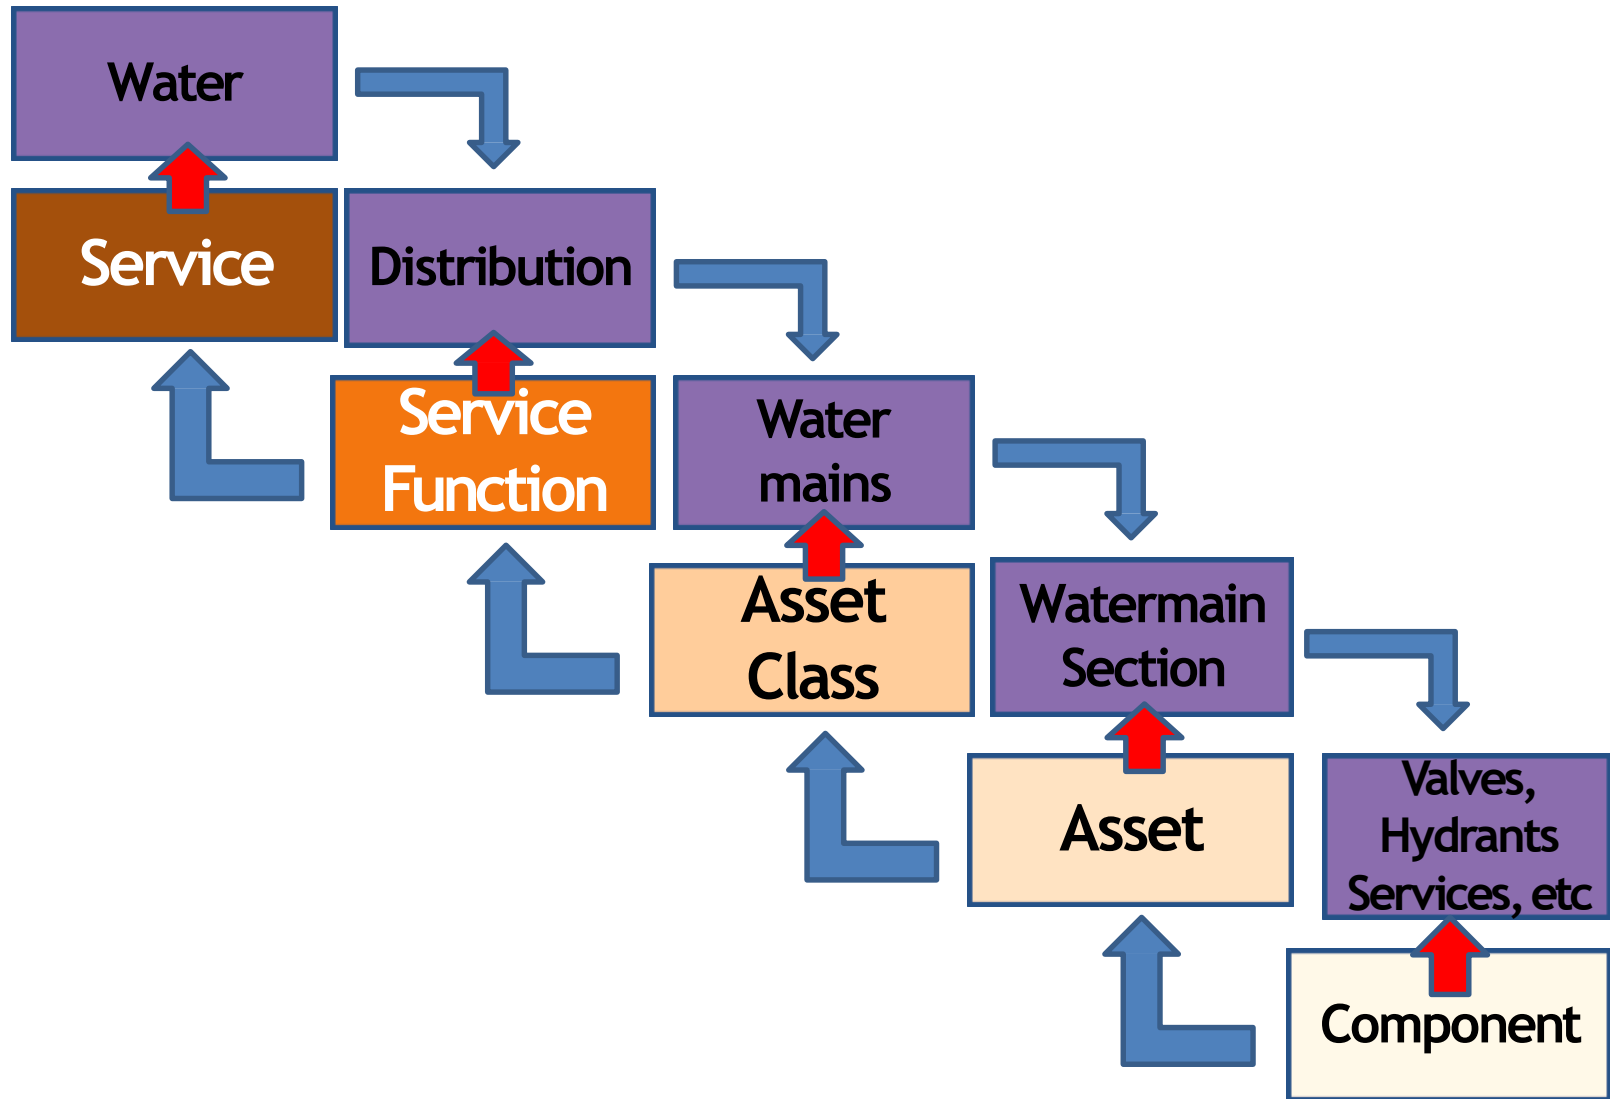 Water
Service
Distribution
Service
Function
Water
mains
Asset
Class
Watermain
Section
Asset
Valves,
Hydrants
Services, etc
Component